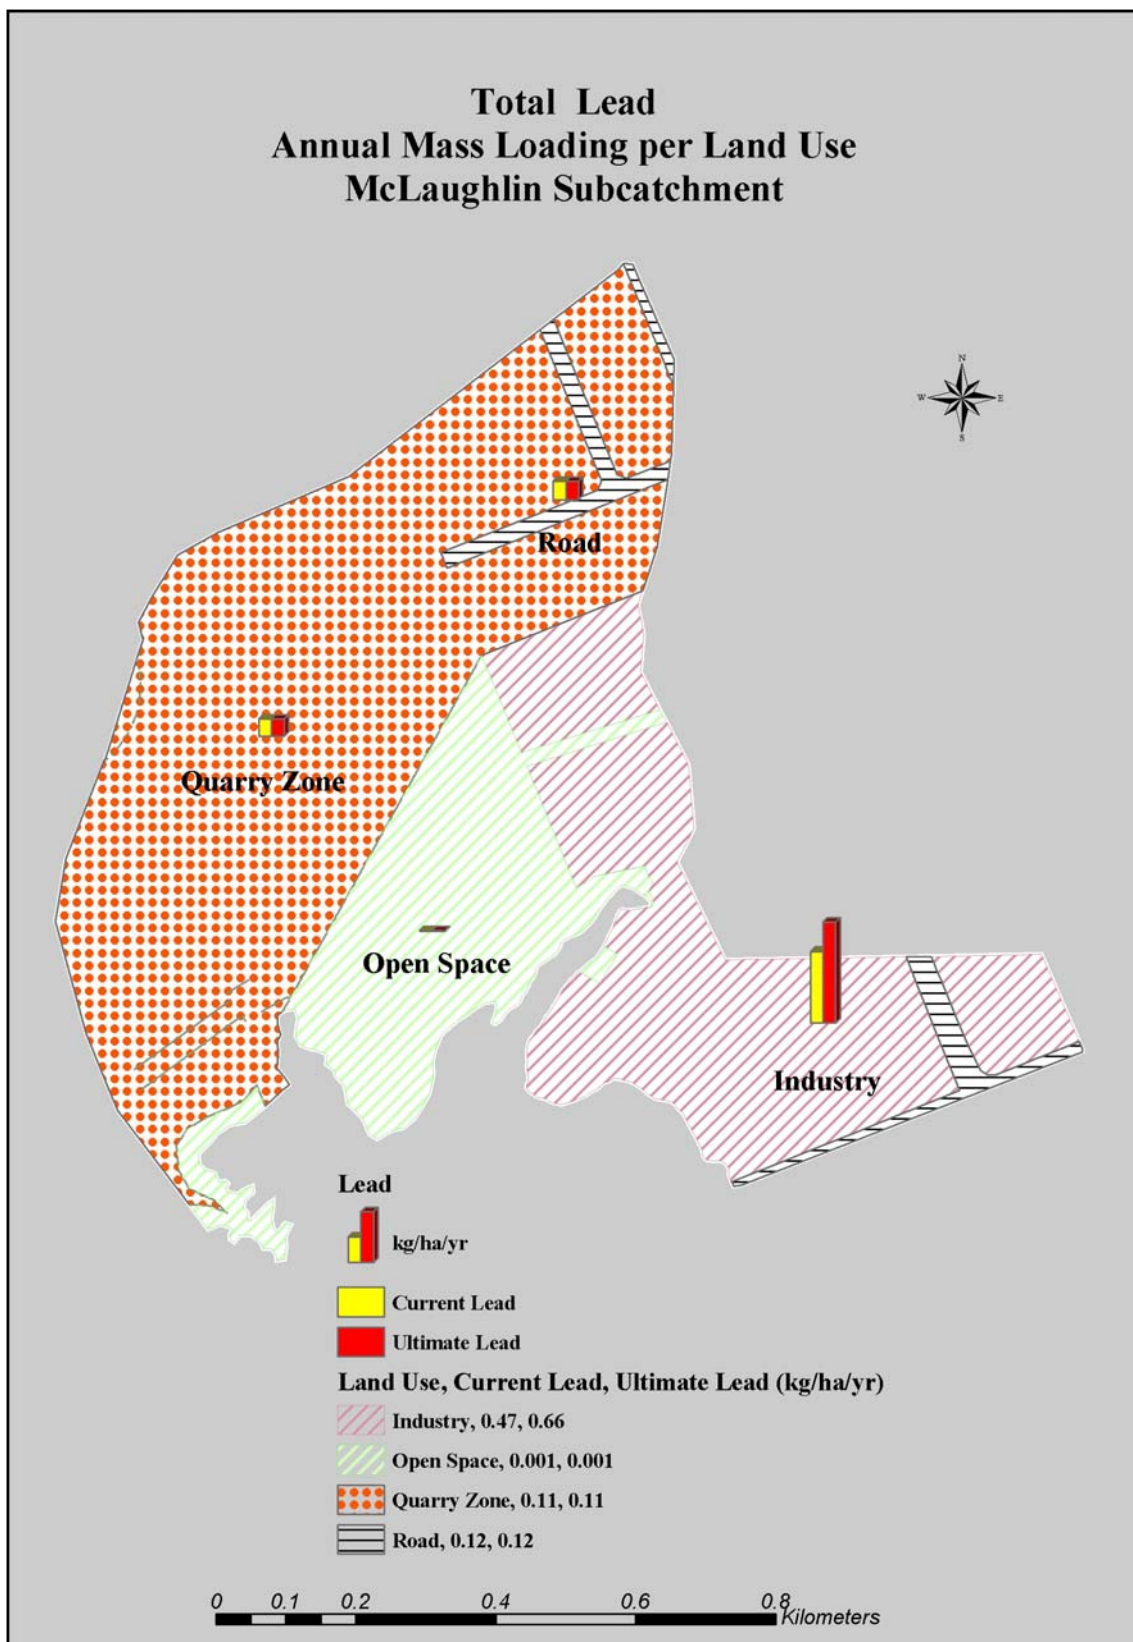 Total Lead
Annual Mass Loading per Land Use
McLaughlin Subcatchment
N
W E
S
Road
Quarry Zone
Open Space
Industry
Lead
kg/ha/yr
Current Lead
Ultimate Lead
Land Use, Current Lead, Ultimate Lead (kg/ha/yr)
Industry, 0.47, 0.66
Open Space, 0.001, 0.001
Quarry Zone, 0.11, 0.11
Road, 0.12, 0.12
0 0.1 0.2 0.4 0.6 0.8
Kilometers